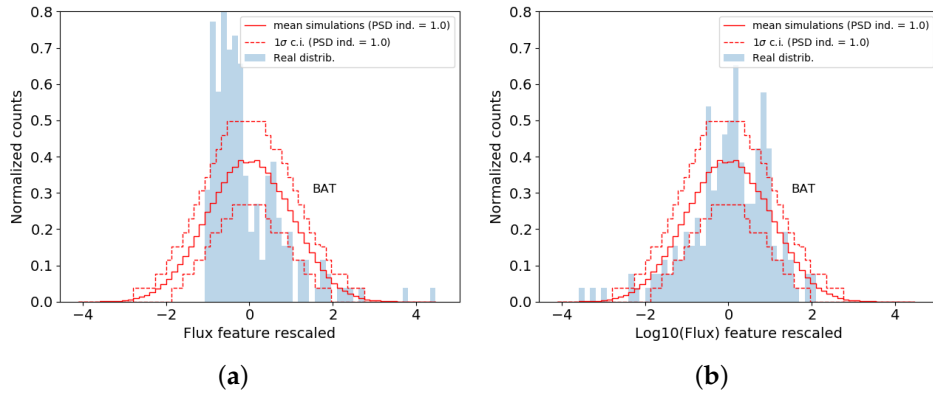 0.8
0.7
0.6
0.5
0.4
0.3
0.2
0.1
0.0
Normalized counts
mean simulations (PSD ind. = 1.0)
1σ c.i. (PSD ind. = 1.0)
Real distrib.
BAT
−4 −2 0 2 4
Flux feature rescaled
(a)
0.8
0.7
0.6
0.5
0.4
0.3
0.2
0.1
0.0
Normalized counts
mean simulations (PSD ind. = 1.0)
1σ c.i. (PSD ind. = 1.0)
Real distrib.
BAT
−4 −2 0 2 4
Log10(Flux) feature rescaled
(b)